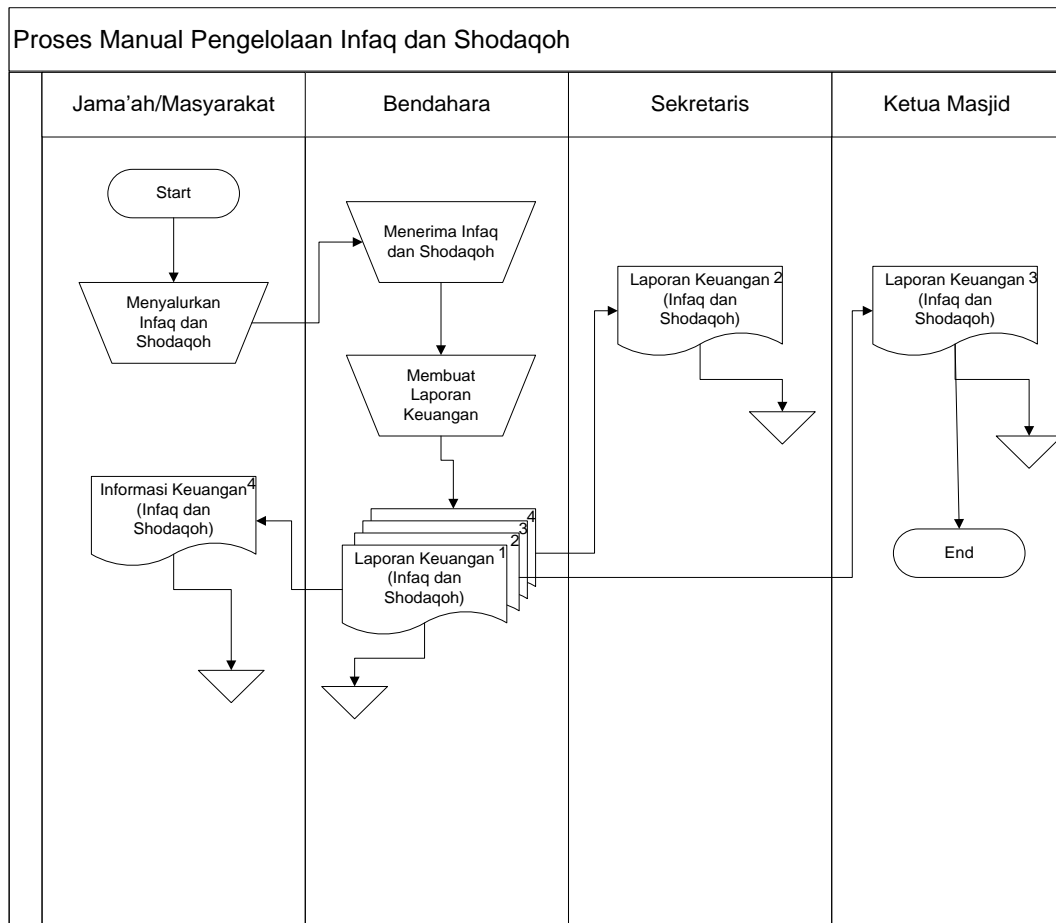 Proses Manual Pengelolaan Infaq dan Shodaqoh
Jama'ah/Masyarakat
Bendahara
Sekretaris
Ketua Masjid
Start
Menyalurkan
Infaq dan
Shodaqoh
Menerima Infaq
dan Shodaqoh
Membuat
Laporan
Keuangan
4
3
2
Laporan Keuangan 1
(Infaq dan
Shodaqoh)
Informasi Keuangan 4
(Infaq dan
Shodaqoh)
Laporan Keuangan 2
(Infaq dan
Shodaqoh)
Laporan Keuangan 3
(Infaq dan
Shodaqoh)
End